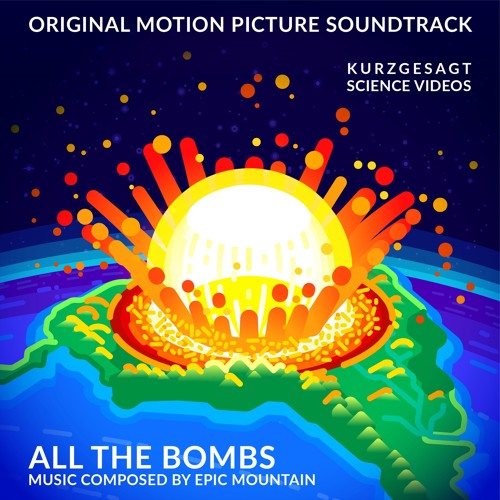 ORIGINAL MOTION PICTURE SOUNDTRACK
KURZGESAGT
SCIENCE VIDEOS
ALL THE BOMBS
MUSIC COMPOSED BY EPIC MOUNTAIN